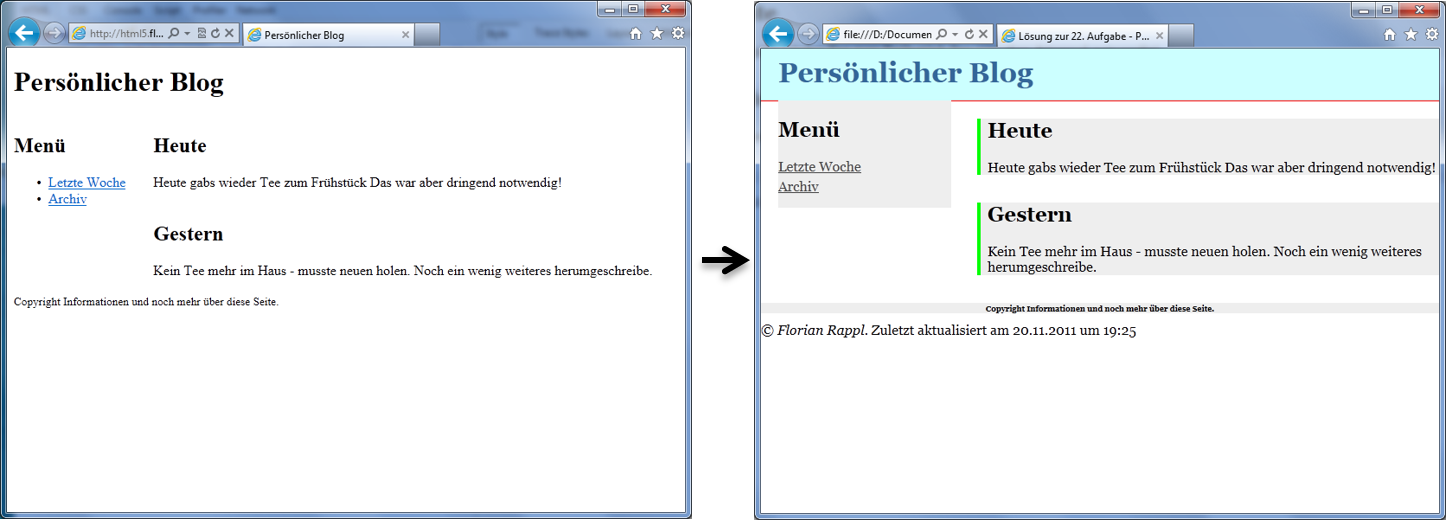 http://html5.fl...
Persönlicher Blog
Persönlicher Blog
Menü
Letzte Woche
Archiv
Heute
Heute gabs wieder Tee zum Frühstück Das war aber dringend notwendig!
Gestern
Kein Tee mehr im Haus - musste neuen holen. Noch ein wenig weiteres herumgeschreibe.
Copyright Informationen und noch mehr über diese Seite.
file:///D:/Documen
Lösung zur 22. Aufgabe - P...
Persönlicher Blog
Menü
Letzte Woche
Archiv
Heute
Heute gabs wieder Tee zum Frühstück Das war aber dringend notwendig!
Gestern
Kein Tee mehr im Haus - musste neuen holen. Noch ein wenig weiteres
herumgeschreibe.
Copyright Informationen und noch mehr über diese Seite.
© Florian Rappl. Zuletzt aktualisiert am 20.11.2011 um 19:25